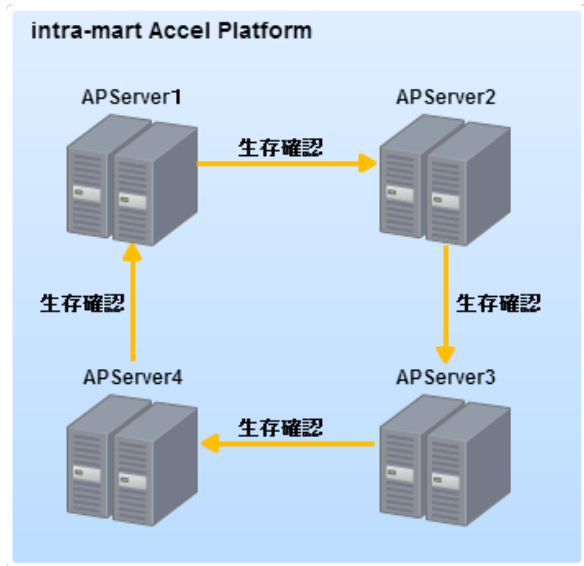 intra-mart Accel Platform
APServer1
APServer2
生存確認
生存確認
生存確認
APServer4
APServer3
生存確認